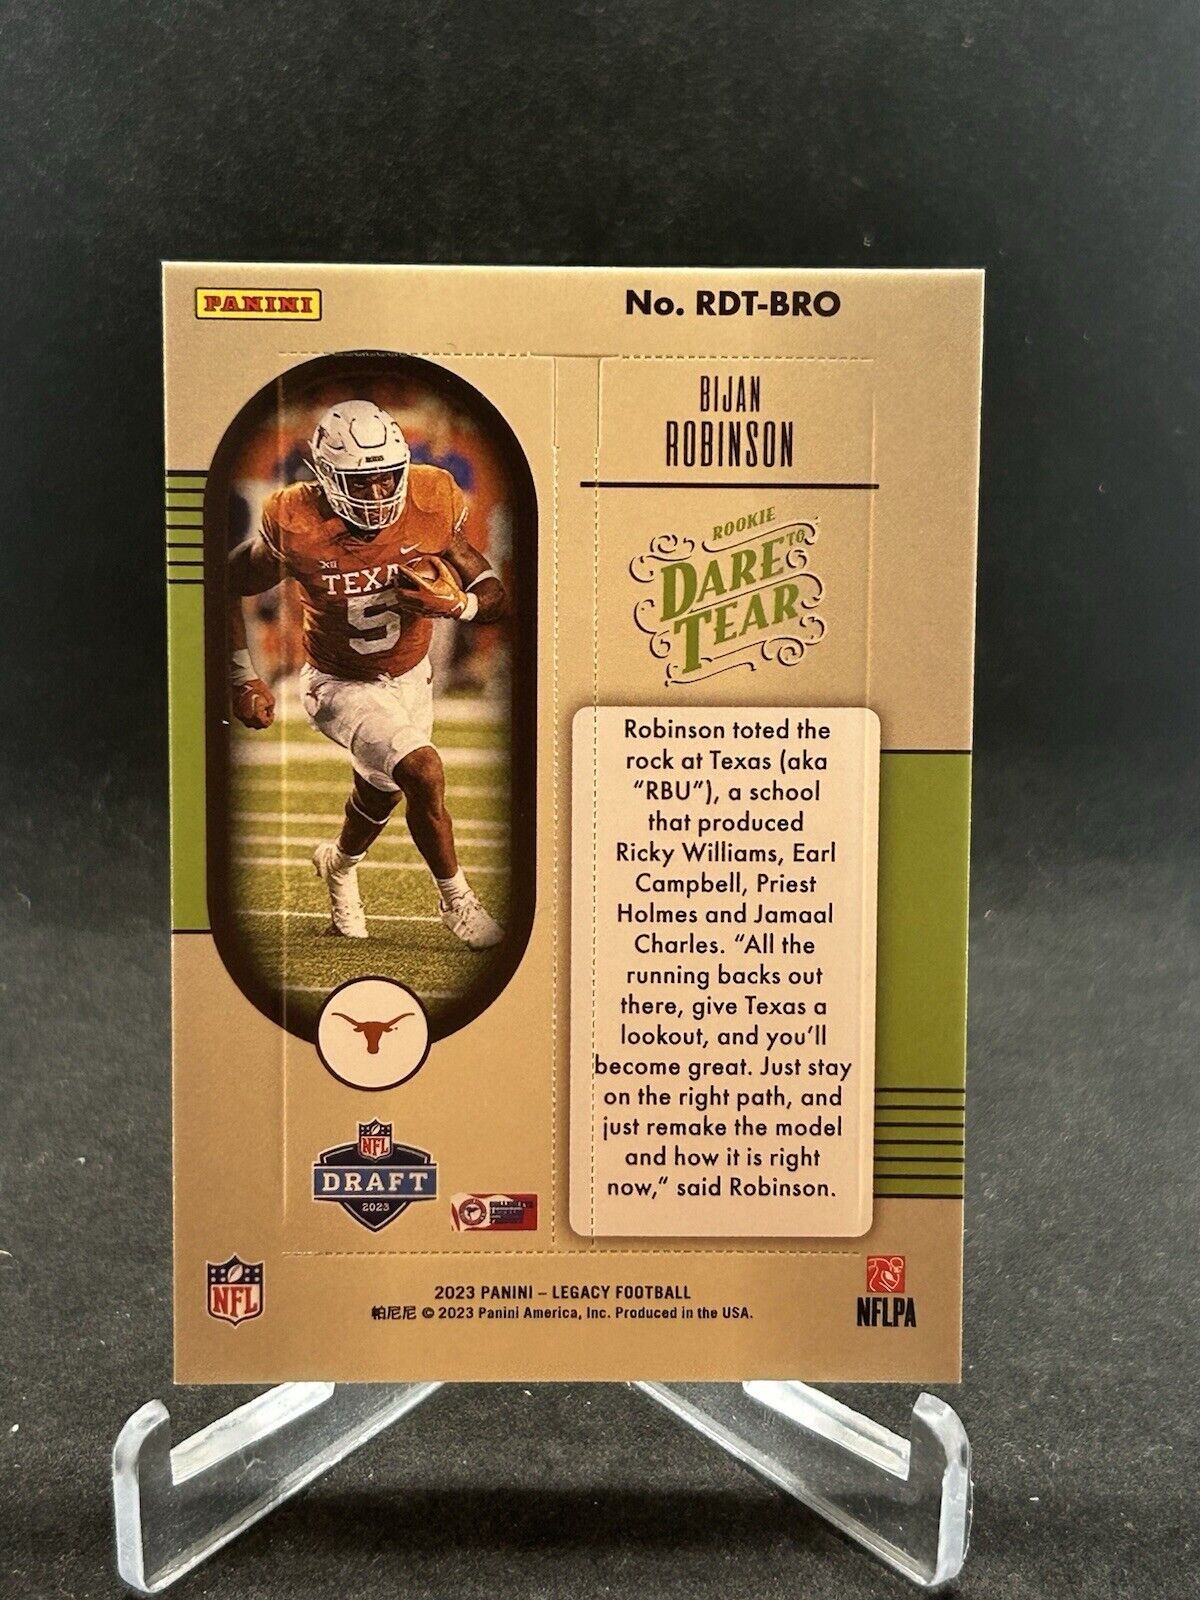 PANINI
No. RDT-BRO
BIJAN
ROBINSON
ROOKIE
DARE TO
TEAR
XII
TEXA
5
Robinson toted the
rock at Texas (aka
“RBU”), a school
that produced
Ricky Williams, Earl
Campbell, Priest
Holmes and Jamaal
Charles. “All the
running backs out
there, give Texas a
lookout, and you’ll
become great. Just stay
on the right path, and
just remake the model
and how it is right
now,” said Robinson.
NFL
DRAFT
2023
NFL
2023 PANINI – LEGACY FOOTBALL
帕尼尼 © 2023 Panini America, Inc. Produced in the USA.
NFLPA